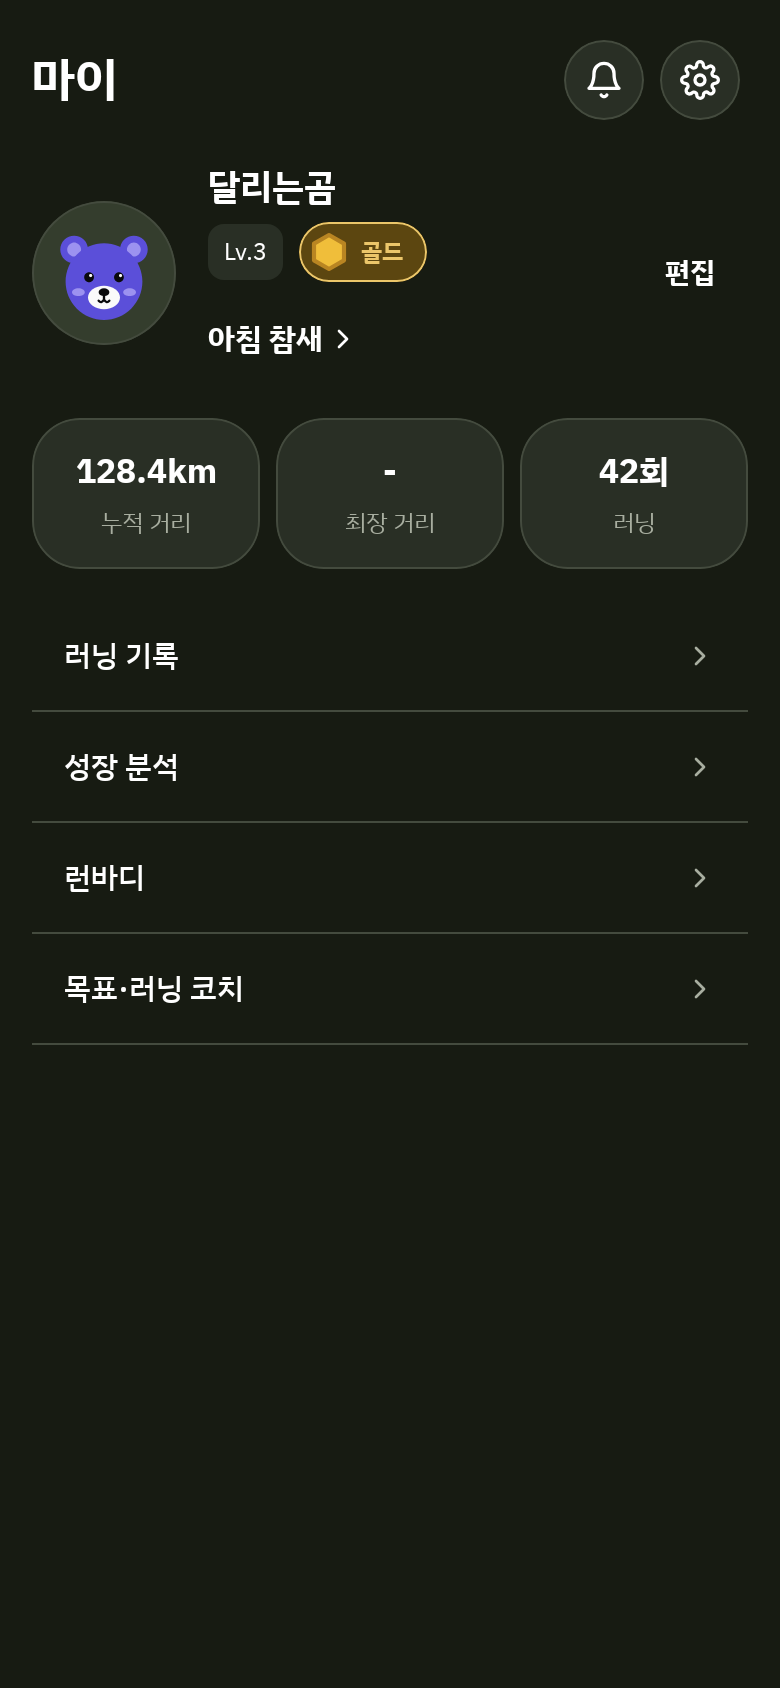 마이
달리는곰
Lv.3 골드
편집
아침 참새
128.4km
누적 거리
-
최장 거리
42회
러닝
러닝 기록
성장 분석
런바디
목표·러닝 코치